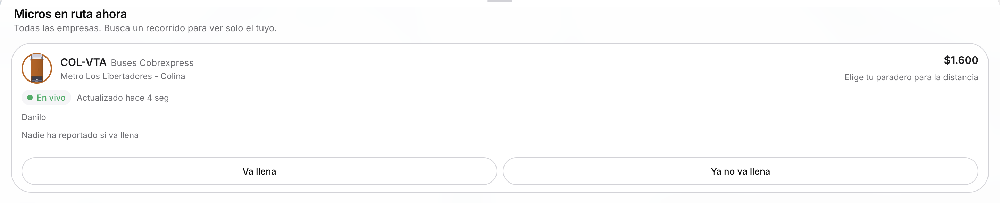 Micros en ruta ahora
Todas las empresas. Busca un recorrido para ver solo el tuyo.
COL-VTA Buses Cobrexpress
Metro Los Libertadores - Colina
$1.600
Elige tu paradero para la distancia
En vivo Actualizado hace 4 seg
Danilo
Nadie ha reportado si va llena
Va llena
Ya no va llena